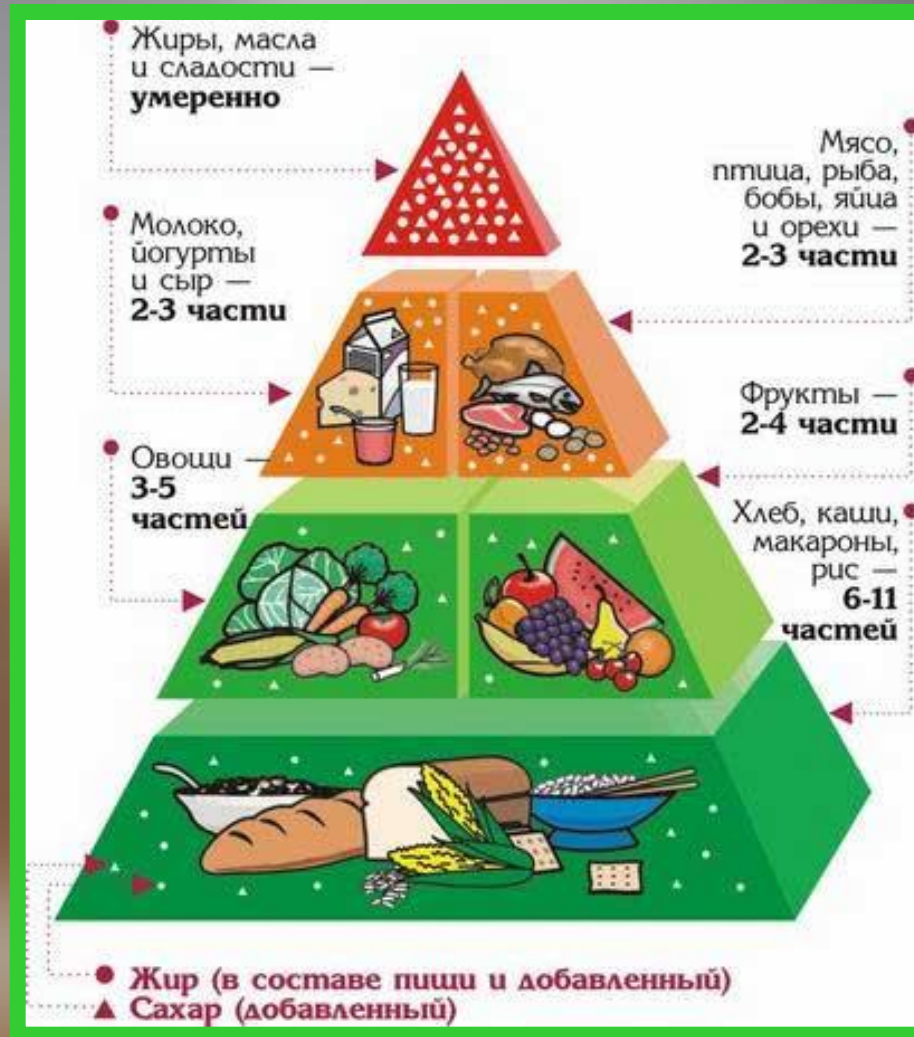 Жиры, масла
и сладости —
умеренно
Мясо,
птица, рыба,
бобы, яйца
и орехи —
2-3 части
Молоко,
йогурты
и сыр —
2-3 части
Фрукты —
2-4 части
Овощи —
3-5
частей
Хлеб, каши,
макароны,
рис —
6-11
частей
Жир (в составе пищи и добавленный)
Сахар (добавленный)